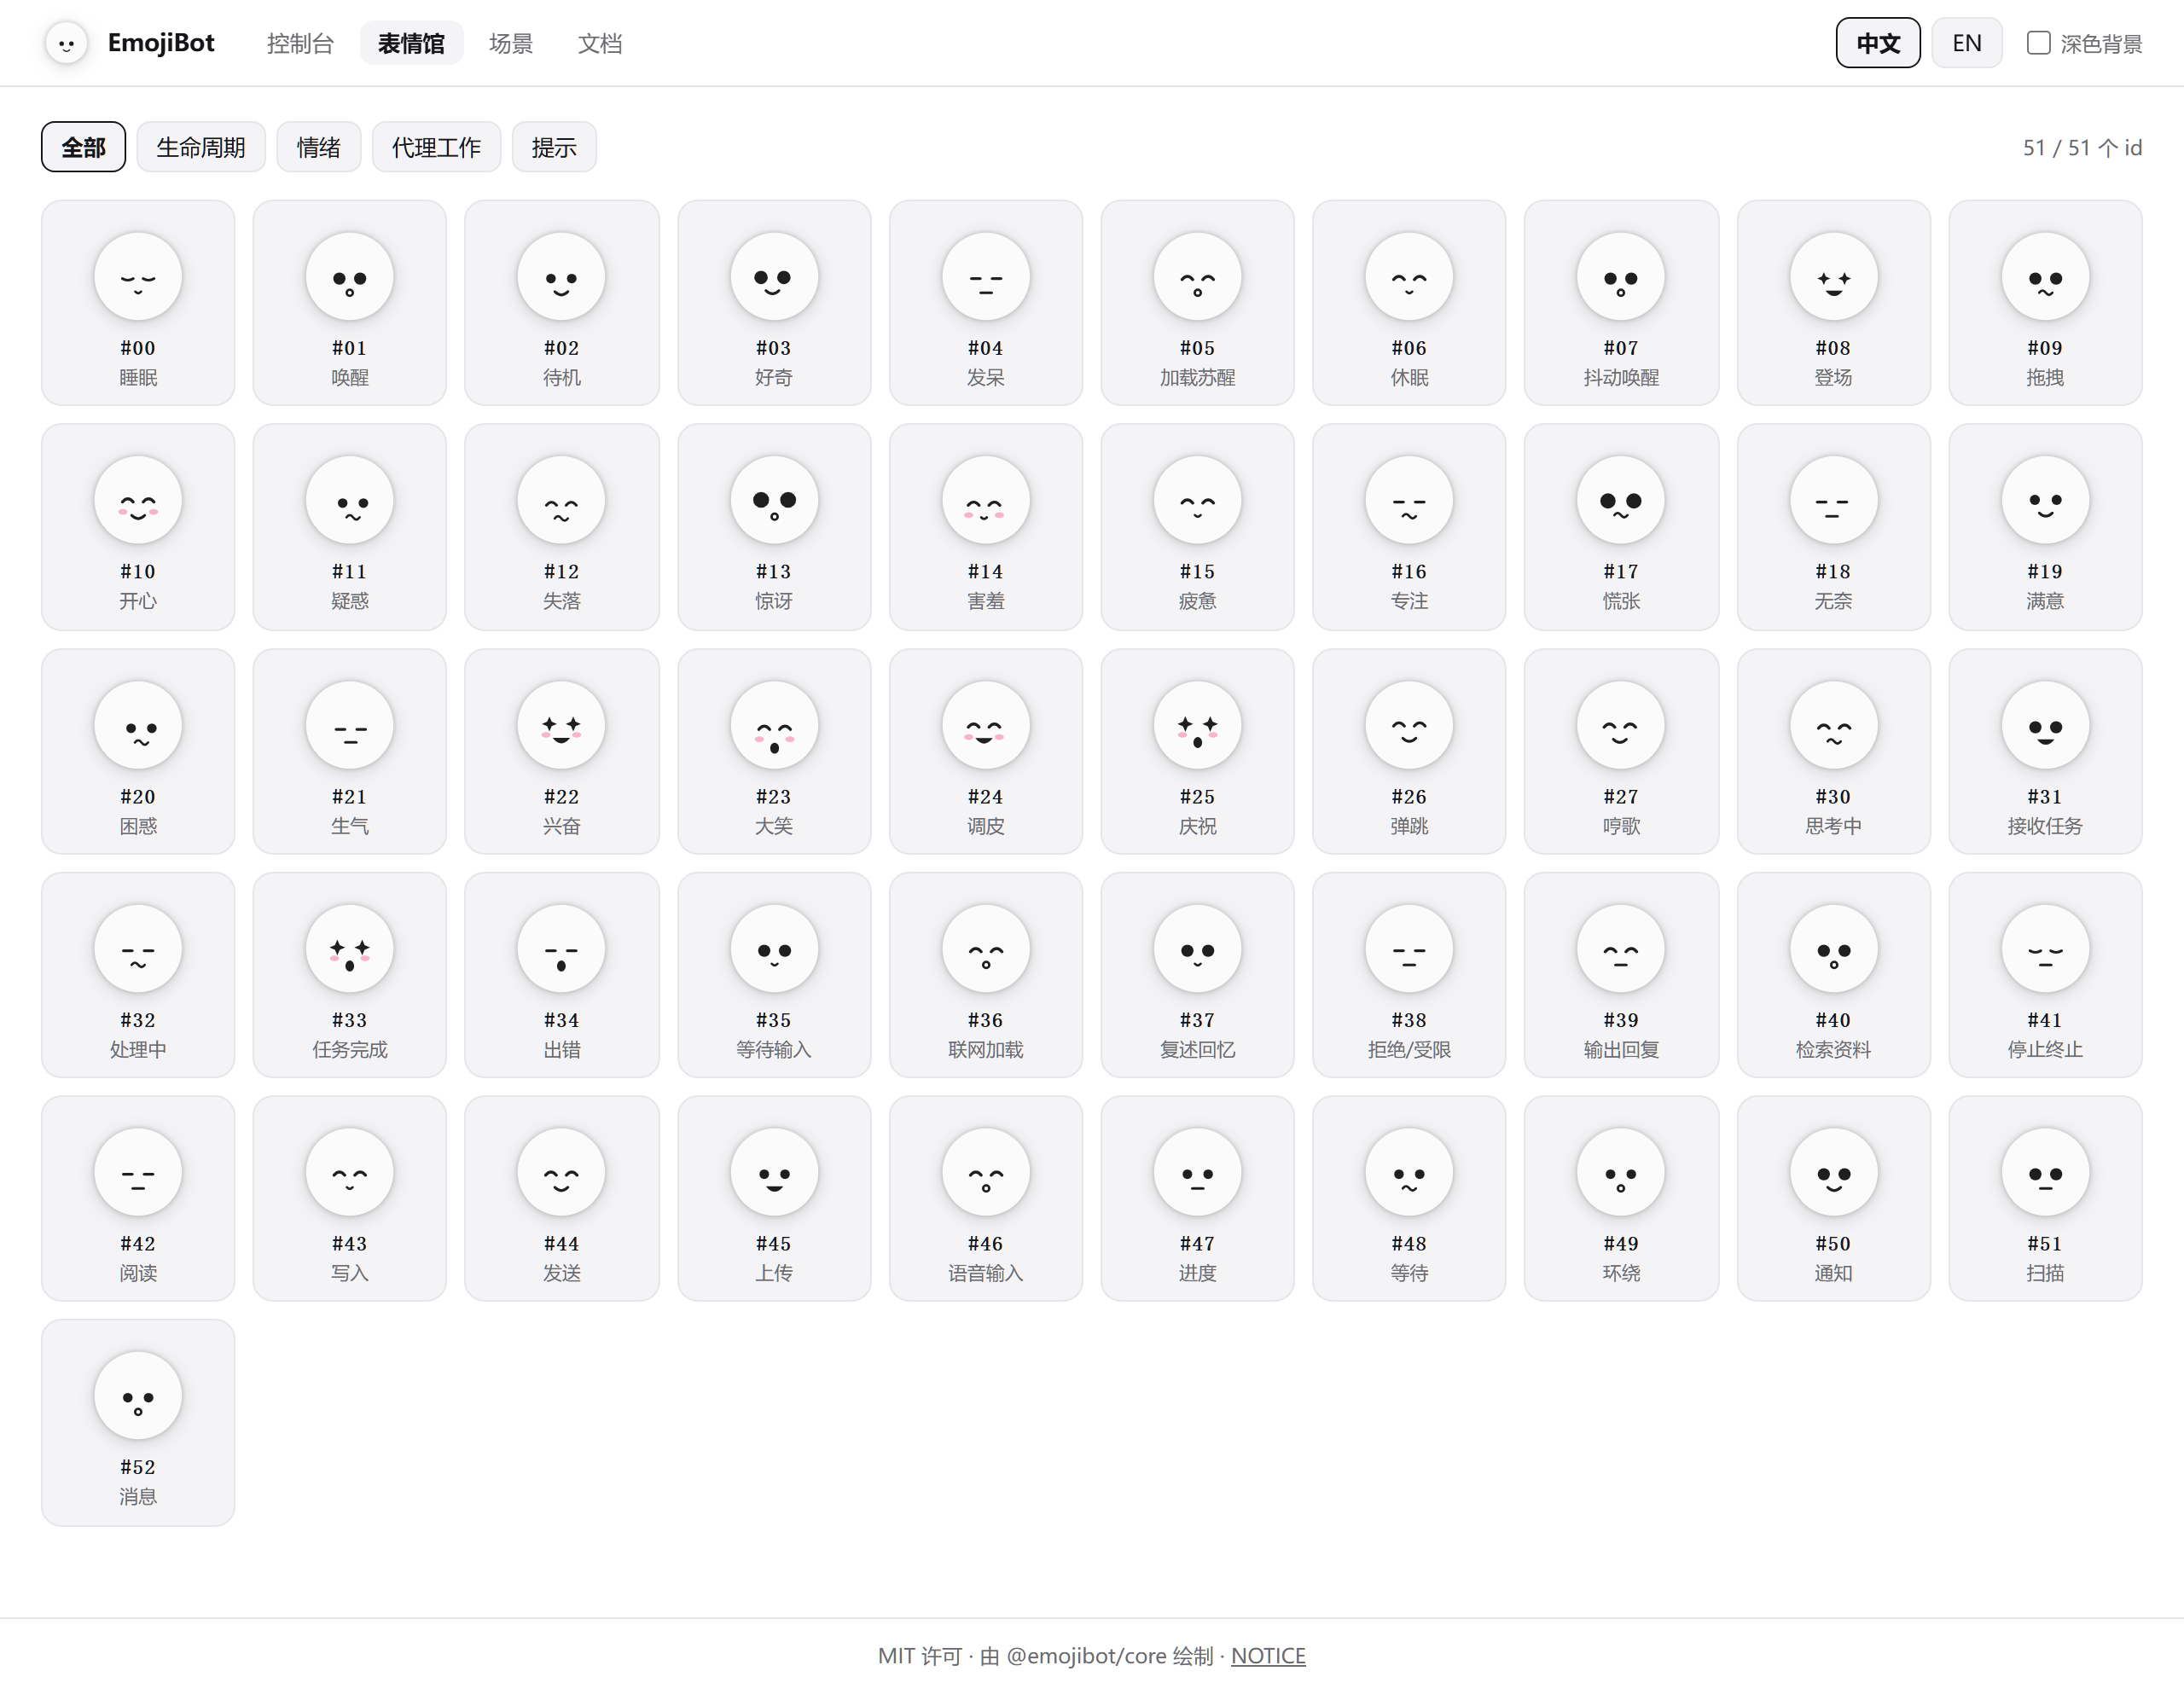 EmojiBot 控制台 表情馆 场景 文档 中文 EN 深色背景
全部 生命周期 情绪 代理工作 提示 51 / 51 个 id
#00 #01 #02 #03 #04 #05 #06 #07 #08 #09
睡眠 唤醒 待机 好奇 发呆 加载苏醒 休眠 抖动唤醒 登场 拖拽
#10 #11 #12 #13 #14 #15 #16 #17 #18 #19
开心 疑惑 失落 惊讶 害羞 疲惫 专注 慌张 无奈 满意
#20 #21 #22 #23 #24 #25 #26 #27 #30 #31
困惑 生气 兴奋 大笑 调皮 庆祝 弹跳 哼歌 思考中 接收任务
#32 #33 #34 #35 #36 #37 #38 #39 #40 #41
处理中 任务完成 出错 等待输入 联网加载 复述回忆 拒绝/受限 输出回复 检索资料 停止终止
#42 #43 #44 #45 #46 #47 #48 #49 #50 #51
阅读 写入 发送 上传 语音输入 进度 等待 环绕 通知 扫描
#52
消息
MIT 许可 · 由 @emojibot/core 绘制 · NOTICE